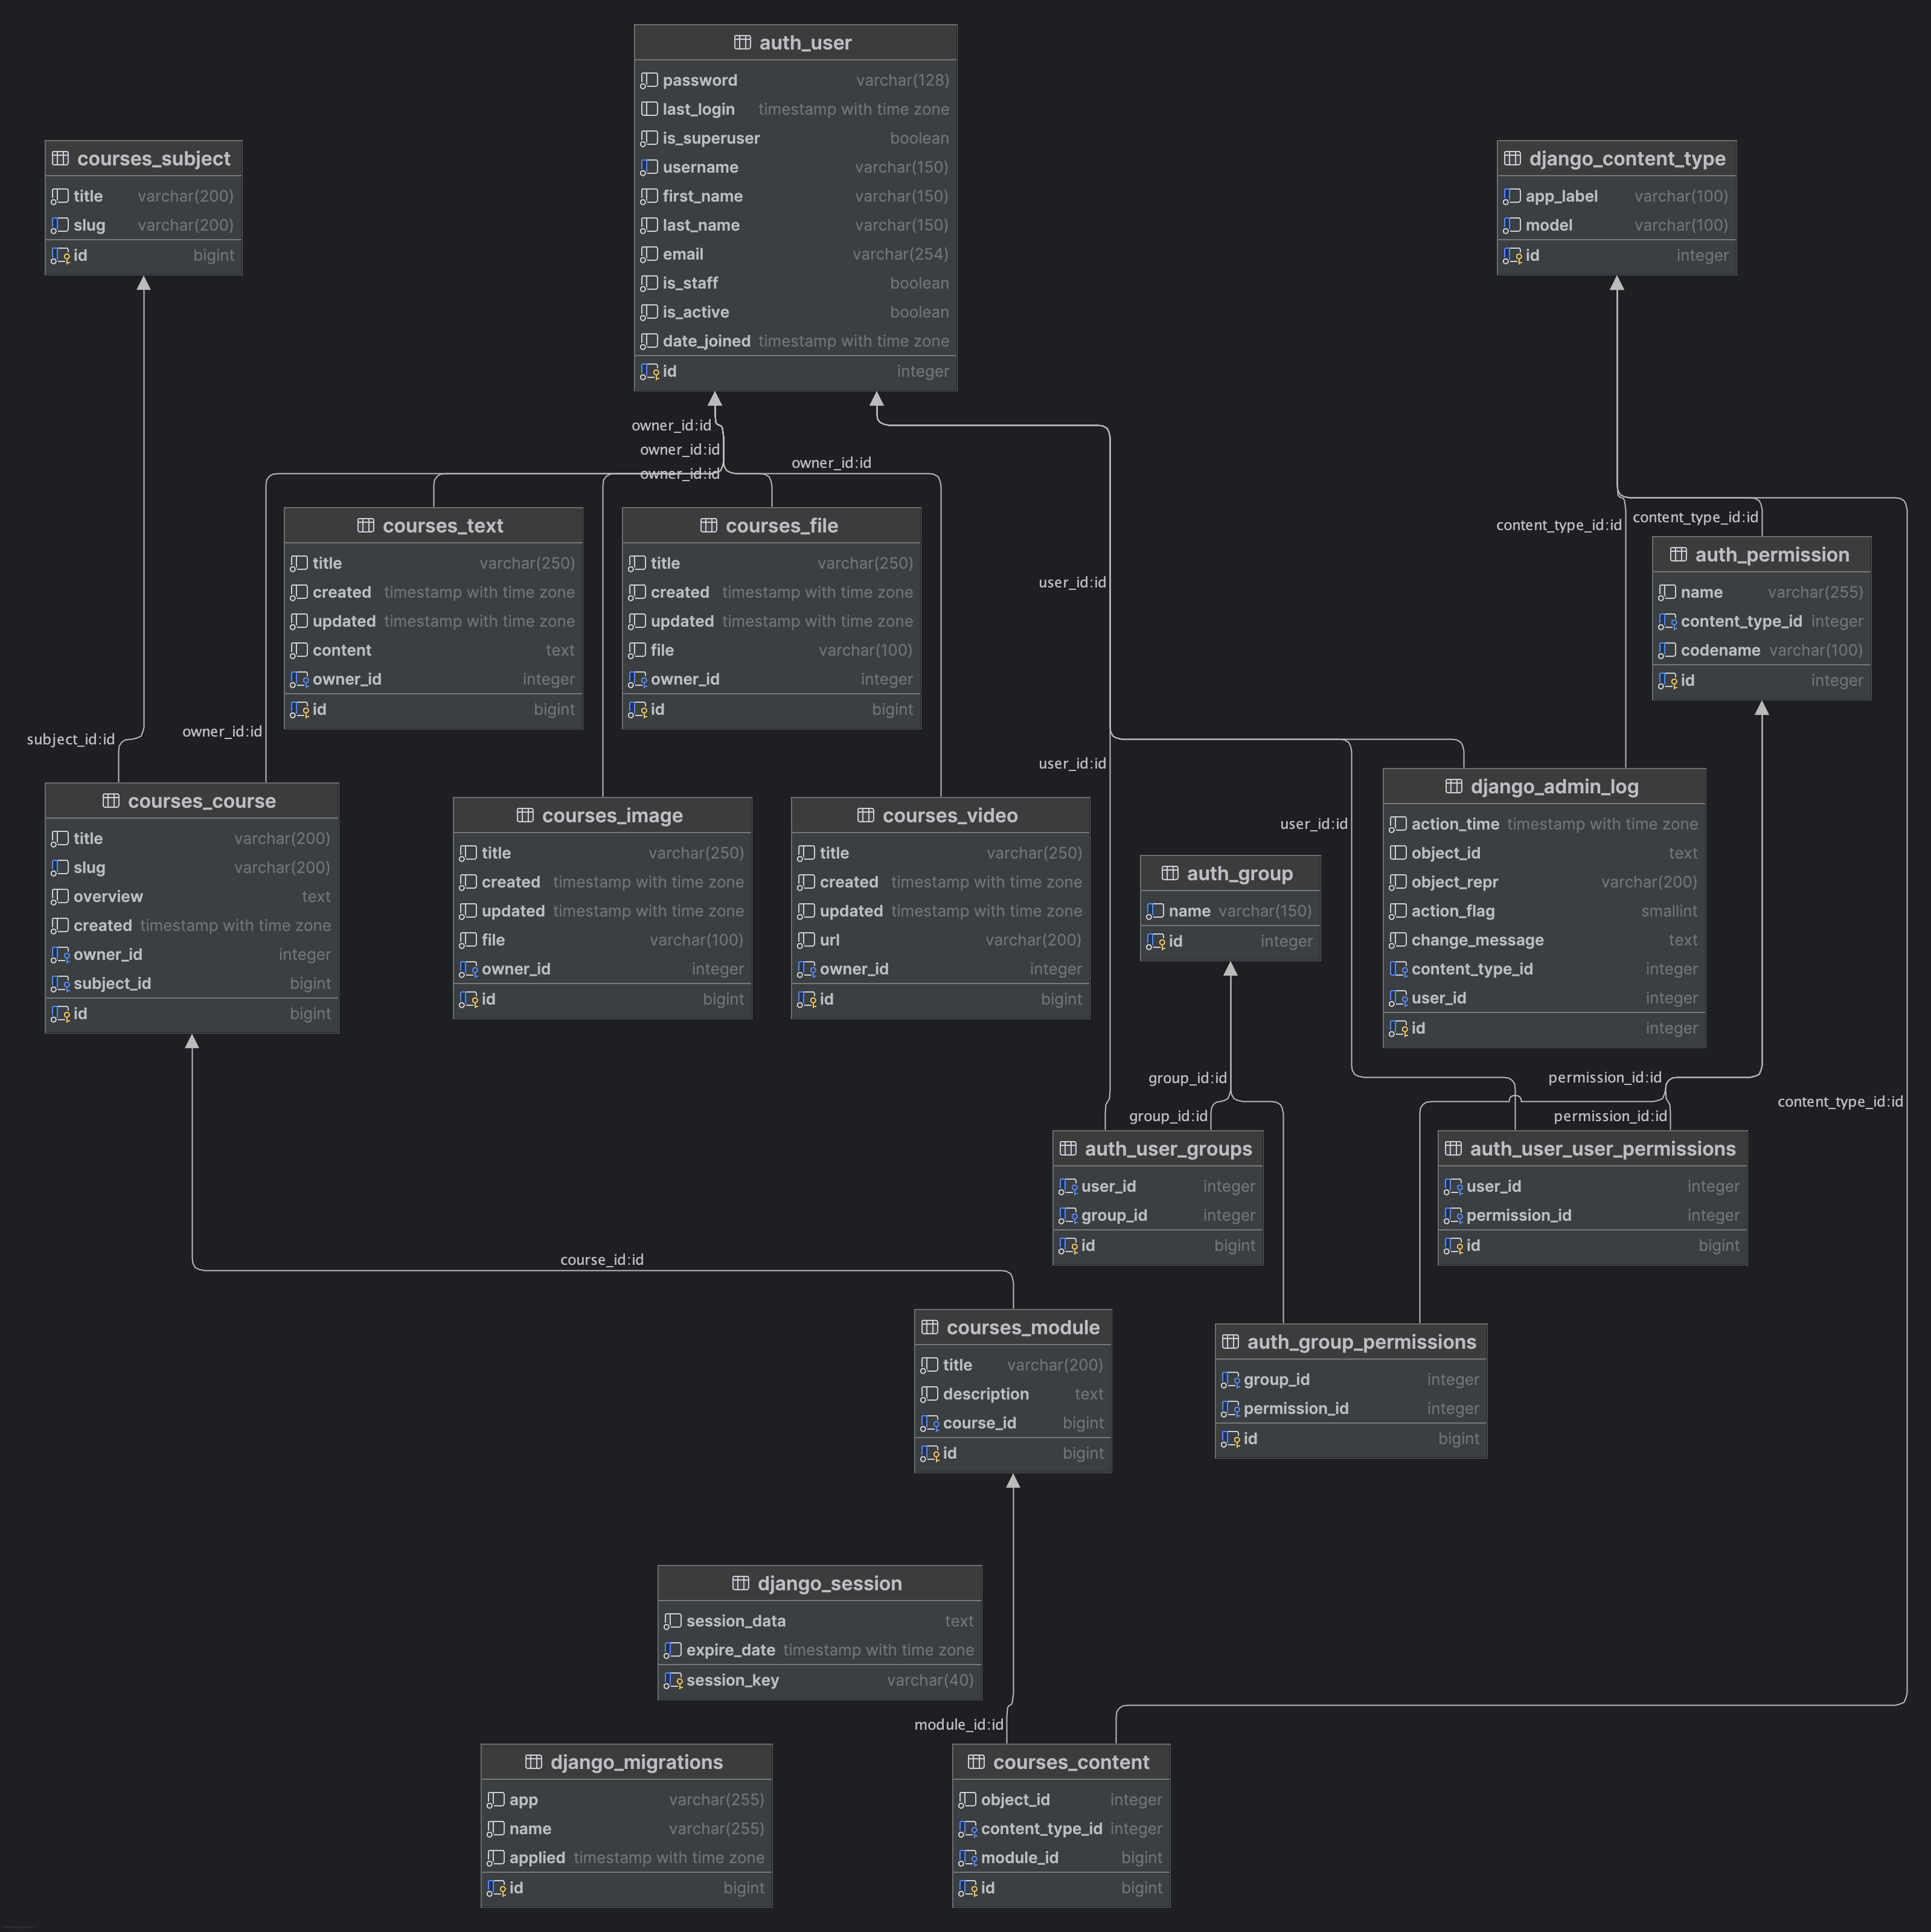 auth_user
password varchar(128)
last_login timestamp with time zone
is_superuser boolean
username varchar(150)
first_name varchar(150)
last_name varchar(150)
email varchar(254)
is_staff boolean
is_active boolean
date_joined timestamp with time zone
id integer
courses_subject
title varchar(200)
slug varchar(200)
id bigint
django_content_type
app_label varchar(100)
model varchar(100)
id integer
owner_id:id
owner_id:id
owner_id:id
owner_id:id
courses_text
title varchar(250)
created timestamp with time zone
updated timestamp with time zone
content text
owner_id integer
id bigint
courses_file
title varchar(250)
created timestamp with time zone
updated timestamp with time zone
file varchar(100)
owner_id integer
id bigint
user_id:id
content_type_id:id
content_type_id:id
auth_permission
name varchar(255)
content_type_id integer
codename varchar(100)
id integer
subject_id:id
owner_id:id
user_id:id
courses_course
title varchar(200)
slug varchar(200)
overview text
created timestamp with time zone
owner_id integer
subject_id bigint
id bigint
courses_image
title varchar(250)
created timestamp with time zone
updated timestamp with time zone
file varchar(100)
owner_id integer
id bigint
courses_video
title varchar(250)
created timestamp with time zone
updated timestamp with time zone
url varchar(200)
owner_id integer
id bigint
user_id:id
auth_group
name varchar(150)
id integer
django_admin_log
action_time timestamp with time zone
object_id text
object_repr varchar(200)
action_flag smallint
change_message text
content_type_id integer
user_id integer
id integer
group_id:id
group_id:id
permission_id:id
permission_id:id
content_type_id:id
auth_user_groups
user_id integer
group_id integer
id bigint
auth_user_user_permissions
user_id integer
permission_id integer
id bigint
course_id:id
courses_module
title varchar(200)
description text
course_id bigint
id bigint
auth_group_permissions
group_id integer
permission_id integer
id bigint
django_session
session_data text
expire_date timestamp with time zone
session_key varchar(40)
module_id:id
django_migrations
app varchar(255)
name varchar(255)
applied timestamp with time zone
id bigint
courses_content
object_id integer
content_type_id integer
module_id bigint
id bigint